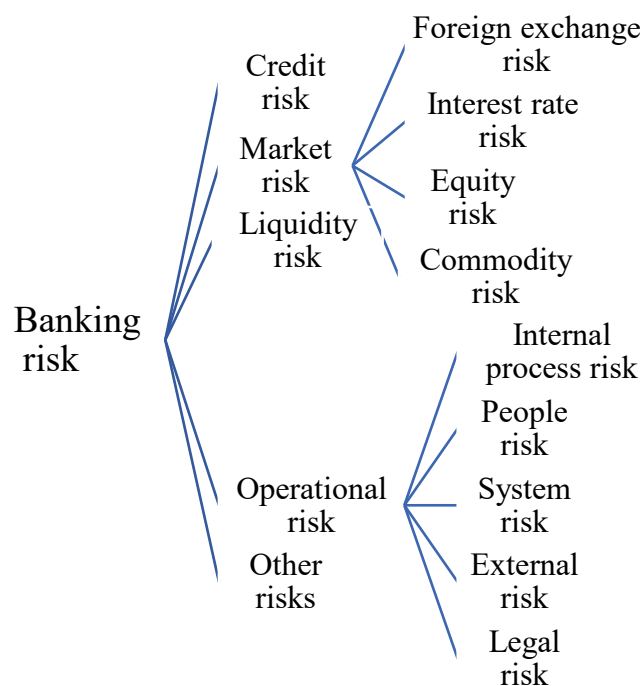 Banking
risk
Credit
risk
Market
risk
Liquidity
risk
Operational
risk
Other
risks
Foreign exchange
risk
Interest rate
risk
Equity
risk
Commodity
risk
Internal
process risk
People
risk
System
risk
External
risk
Legal
risk